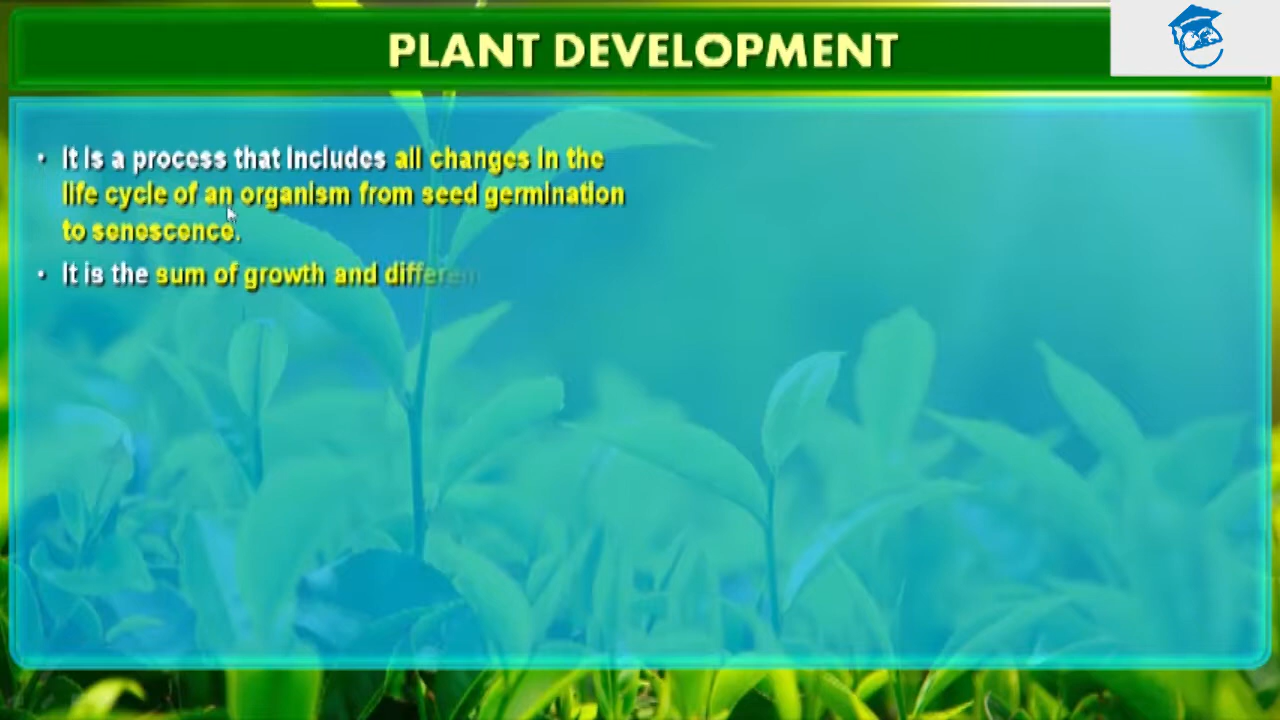 PLANT DEVELOPMENT
• It is a process that includes all changes in the
life cycle of an organism from seed germination
to senescence.
• It is the sum of growth and differen